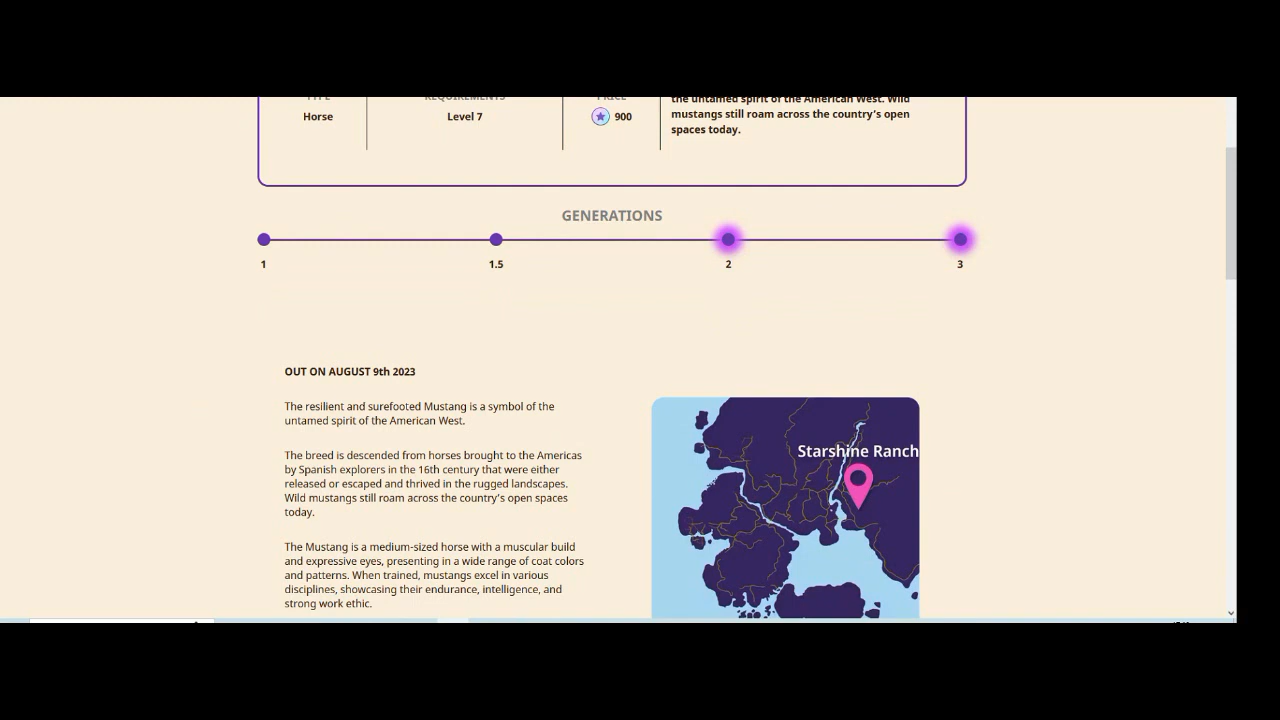 TYPE
REQUIREMENTS
PRICE
the untamed spirit of the American West. Wild
Horse
Level 7
900
mustangs still roam across the country's open
spaces today.
GENERATIONS
1
1.5
2
3
OUT ON AUGUST 9th 2023
The resilient and surefooted Mustang is a symbol of the
untamed spirit of the American West.
The breed is descended from horses brought to the Americas
by Spanish explorers in the 16th century that were either
released or escaped and thrived in the rugged landscapes.
Wild mustangs still roam across the country's open spaces
today.
The Mustang is a medium-sized horse with a muscular build
and expressive eyes, presenting in a wide range of coat colors
and patterns. When trained, mustangs excel in various
disciplines, showcasing their endurance, intelligence, and
strong work ethic.
Starshine Ranch